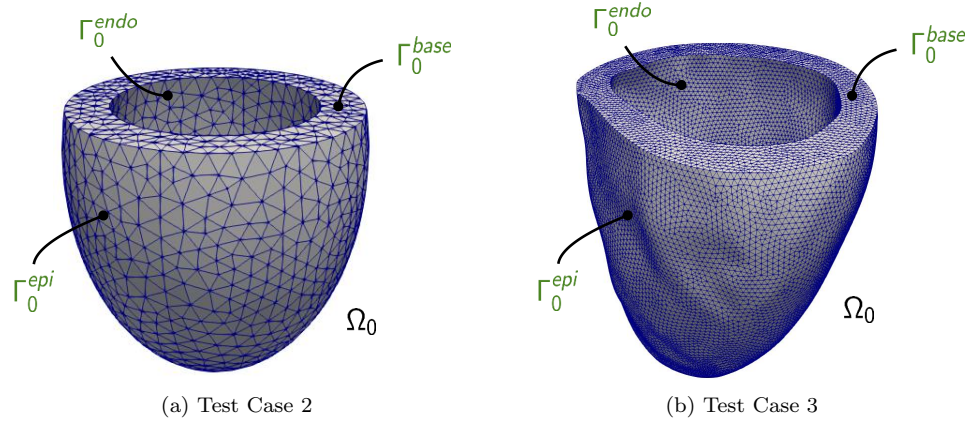 Γ₀ᵉⁿᵈᵒ
Γ₀ᵇᵃˢᵉ
Γ₀ᵉᵖⁱ
Ω₀
(a) Test Case 2
Γ₀ᵉⁿᵈᵒ
Γ₀ᵇᵃˢᵉ
Γ₀ᵉᵖⁱ
Ω₀
(b) Test Case 3